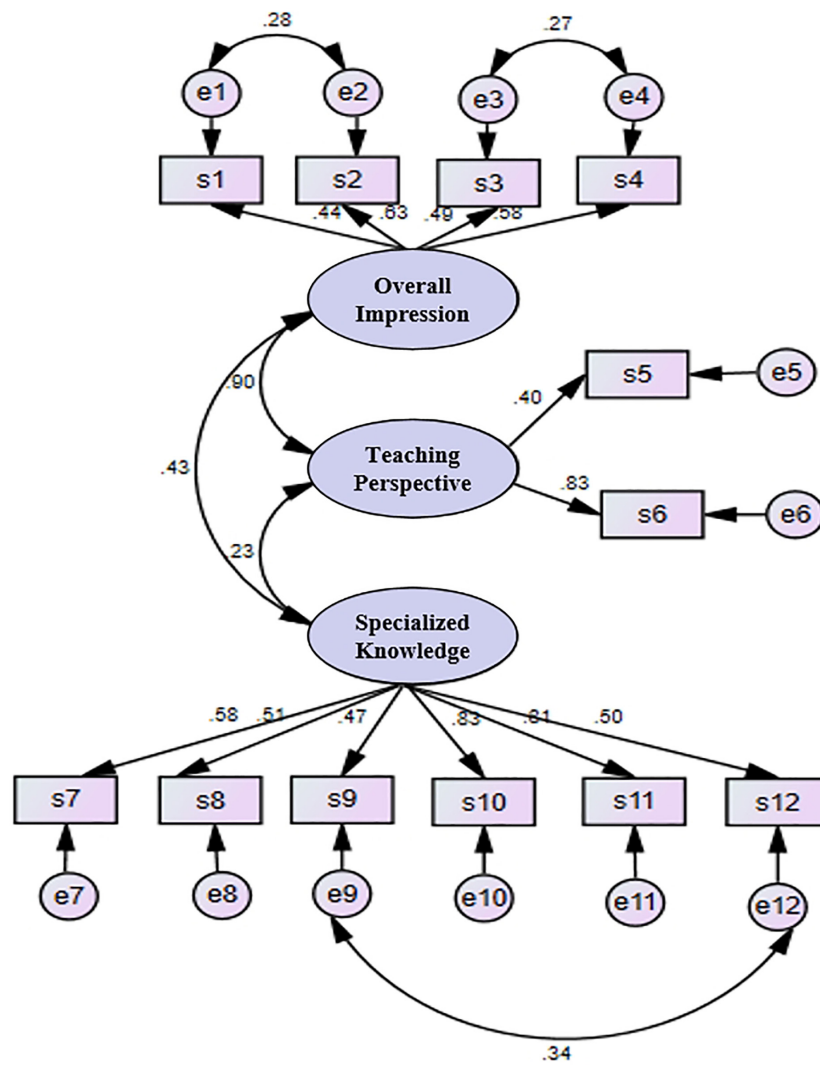 .28
.27
e1
e2
e3
e4
s1
s2
s3
s4
.44
.63
.49
.58
Overall
Impression
.90
s5
e5
.40
.43
Teaching
Perspective
.83
s6
e6
.23
Specialized
Knowledge
.58
.51
.47
.83
.81
.50
s7
s8
s9
s10
s11
s12
e7
e8
e9
e10
e11
e12
.34